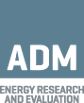 ADM
ENERGY RESEARCH
AND EVALUATION